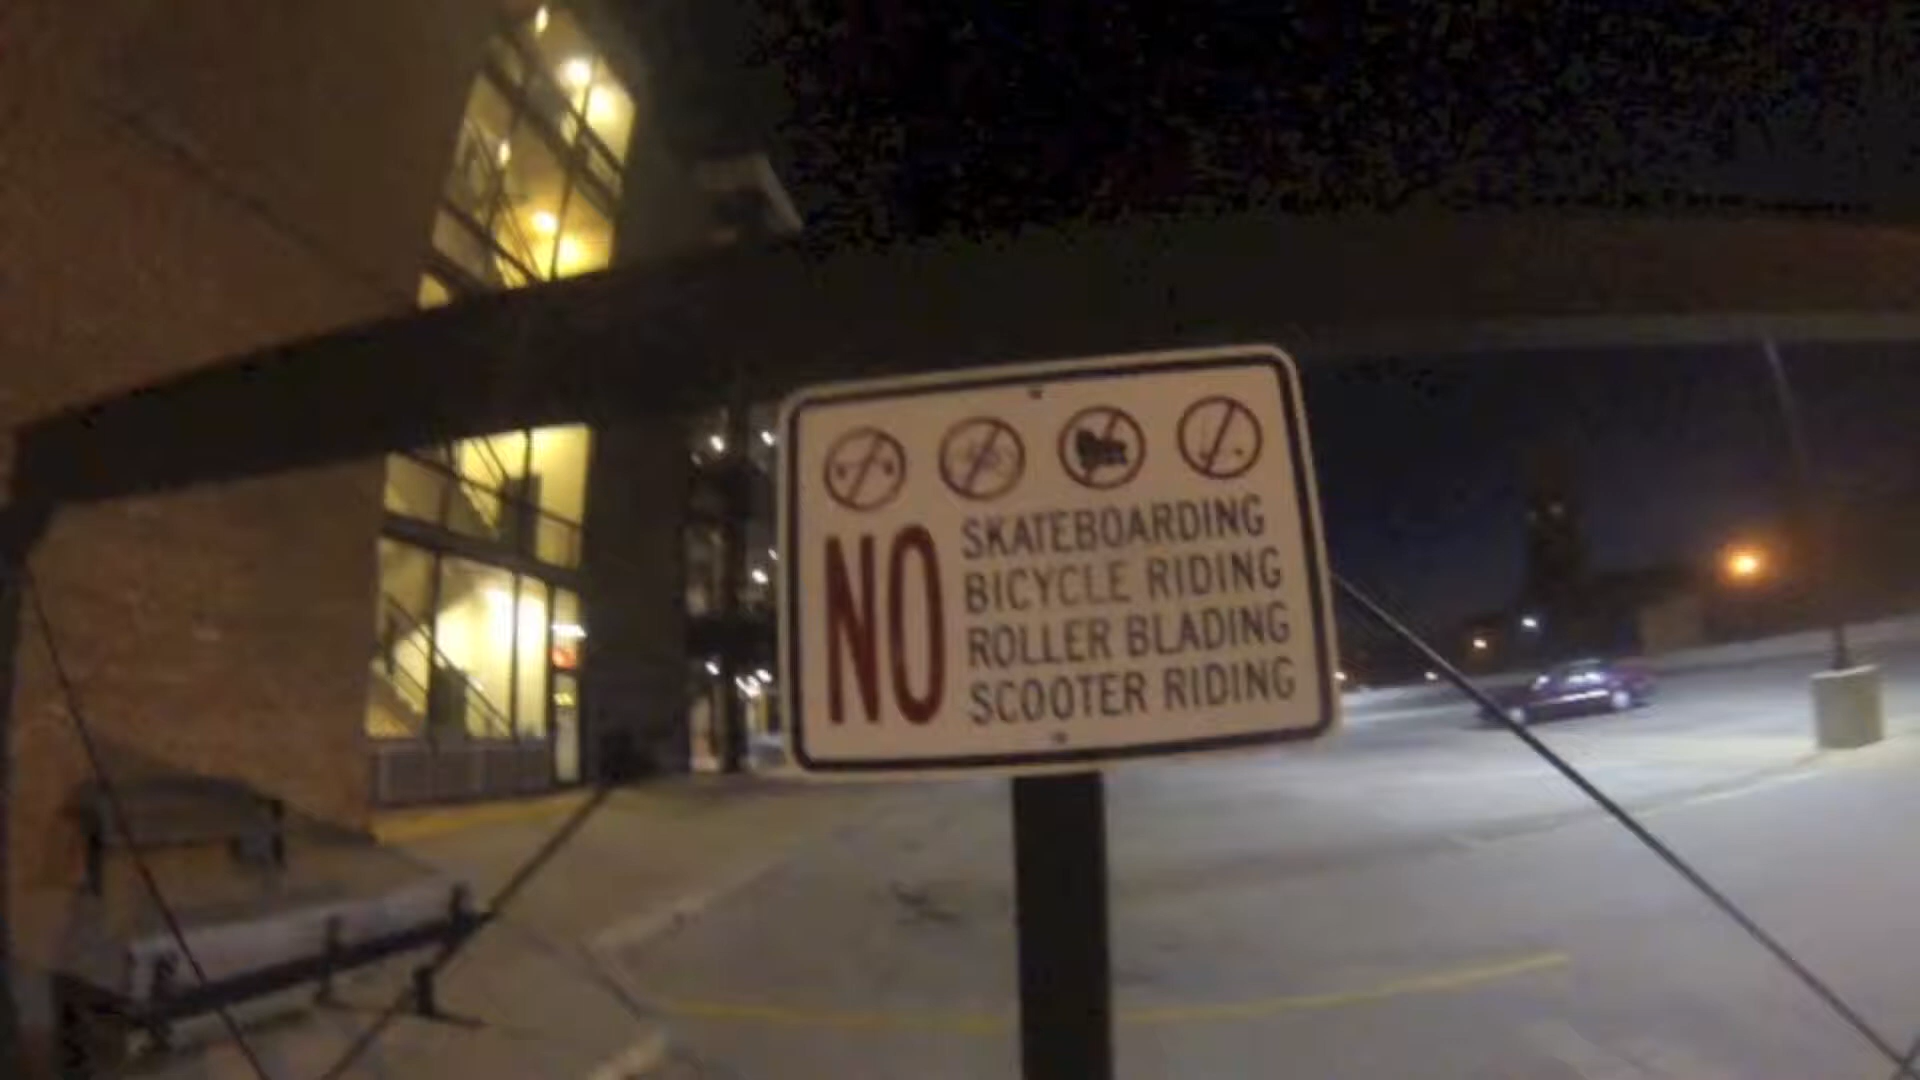 NO
SKATEBOARDING
BICYCLE RIDING
ROLLER BLADING
SCOOTER RIDING